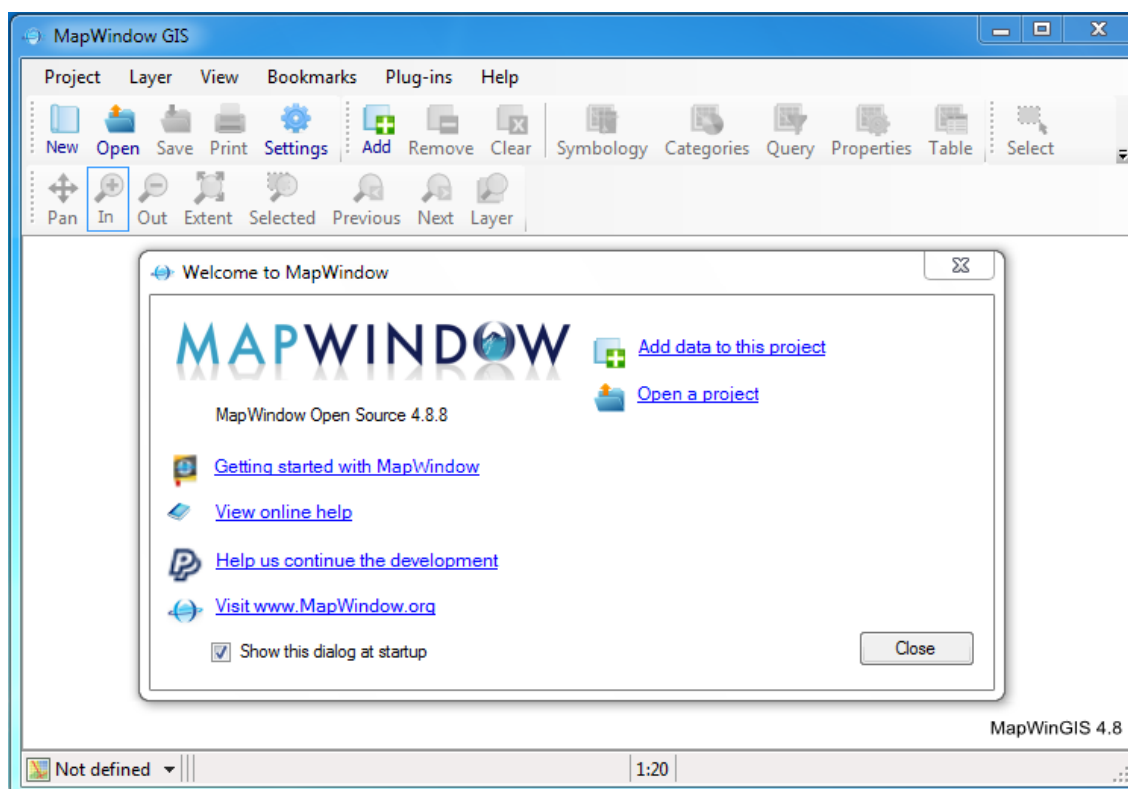 MapWindow GIS
Project Layer View Bookmarks Plug-ins Help
New Open Save Print Settings Add Remove Clear Symbology Categories Query Properties Table Select
Pan In Out Extent Selected Previous Next Layer
Welcome to MapWindow
MAPWINDOW
Add data to this project
Open a project
MapWindow Open Source 4.8.8
Getting started with MapWindow
View online help
Help us continue the development
Visit www.MapWindow.org
Show this dialog at startup
Close
MapWinGIS 4.8
Not defined 1:20